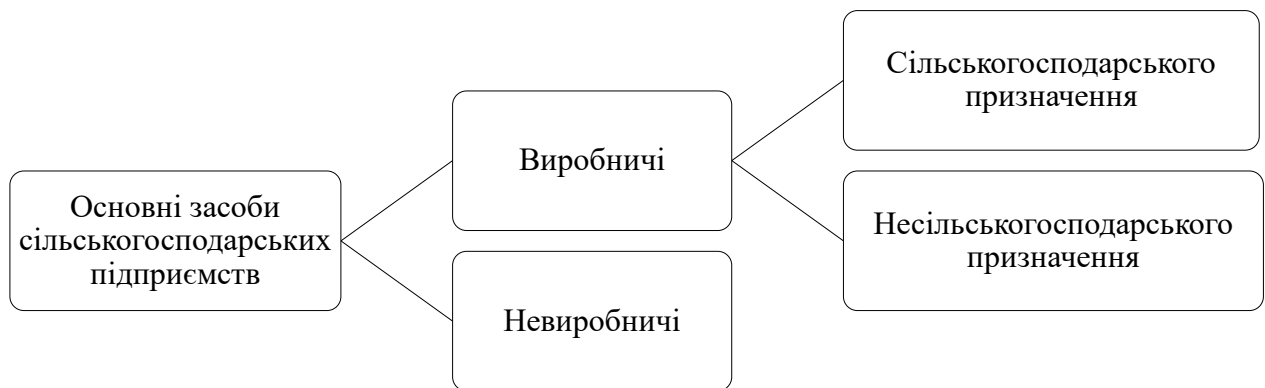 Основні засоби
сільськогосподарських
підприємств
Виробничі
Невиробничі
Сільськогосподарського
призначення
Несільськогосподарського
призначення